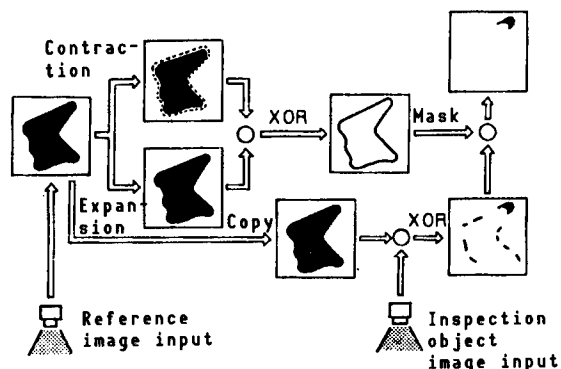 Contrac-
tion
XOR
Mask
Expan-
sion
Copy
XOR
Reference
image input
Inspection
object
image input